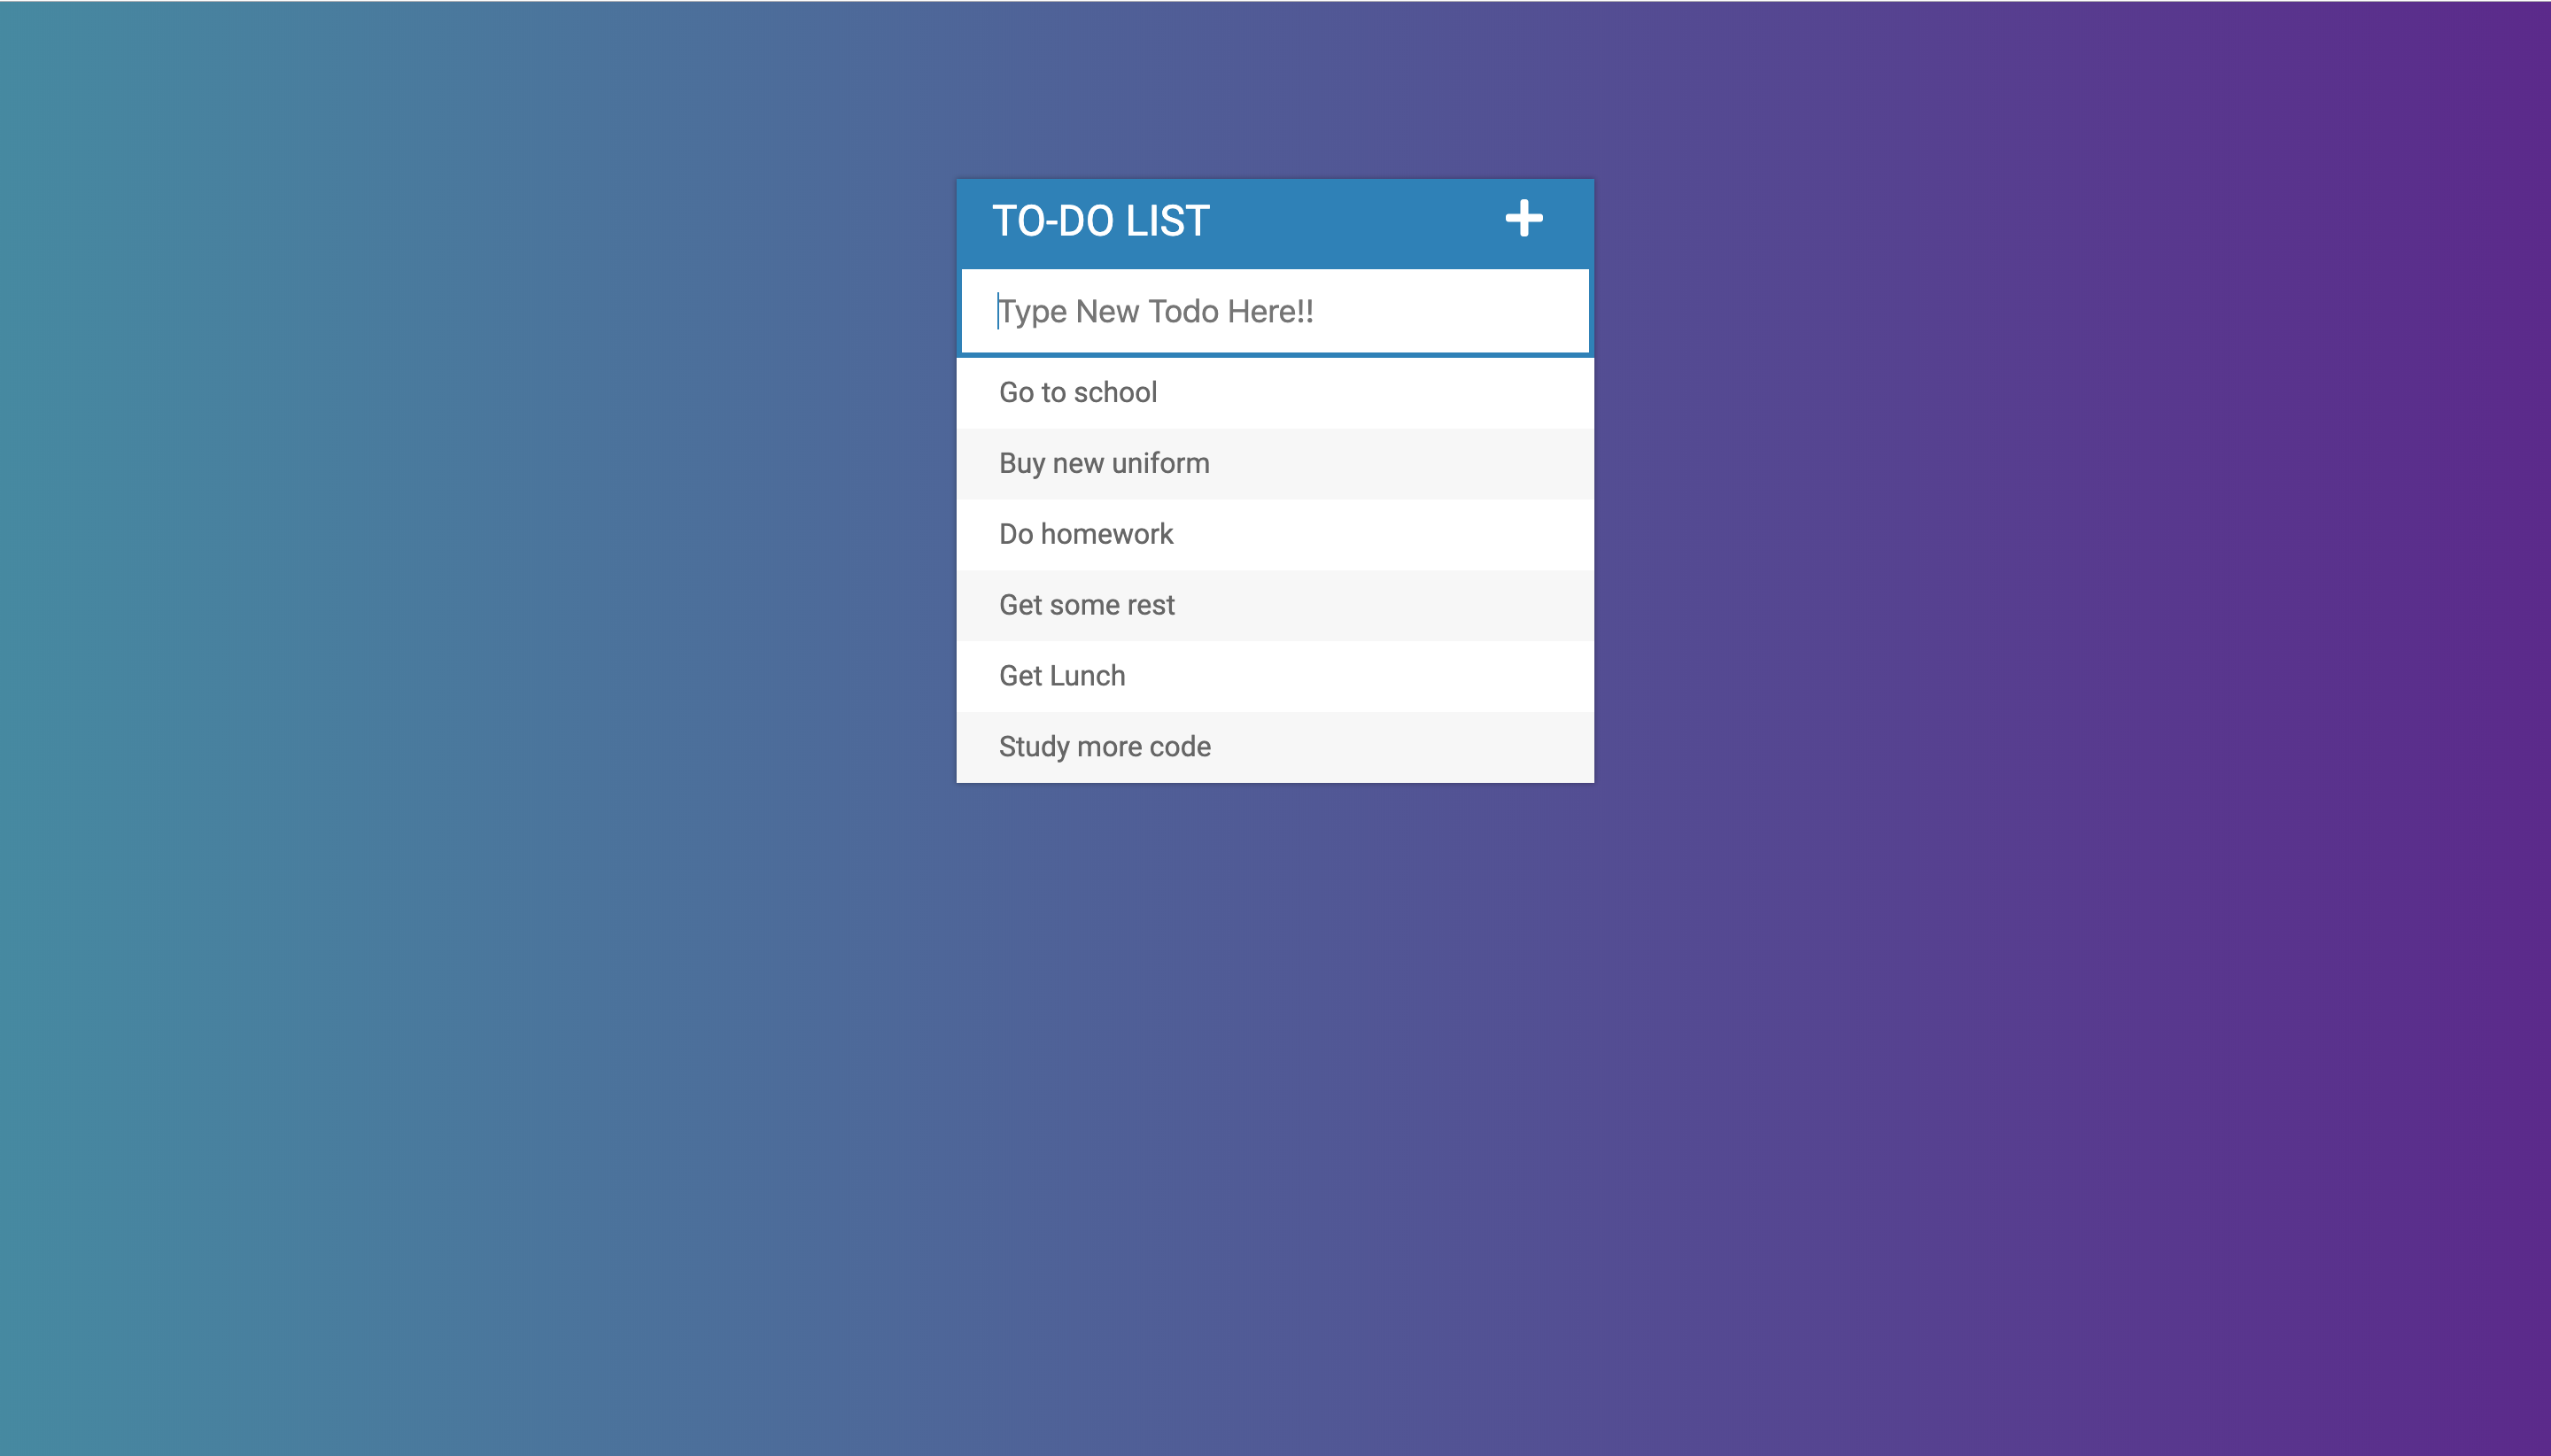 TO-DO LIST
Type New Todo Here!!
Go to school
Buy new uniform
Do homework
Get some rest
Get Lunch
Study more code